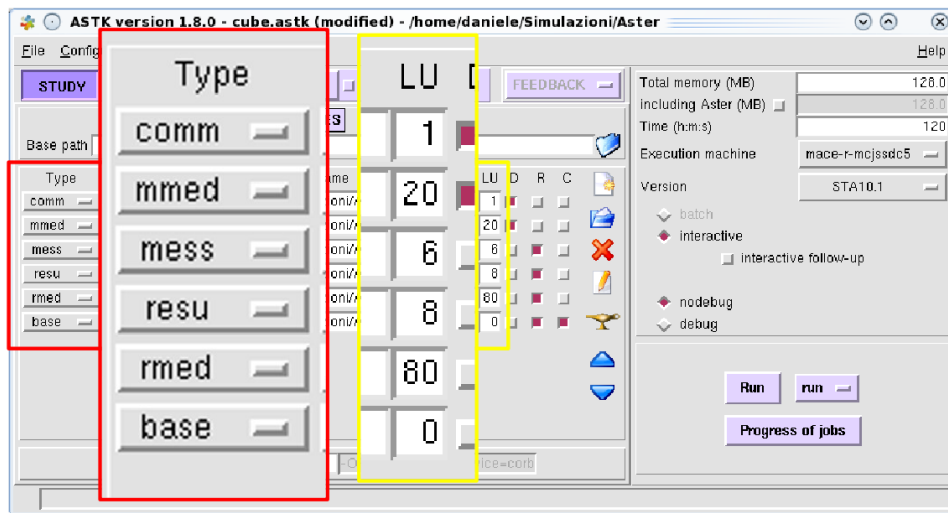 ASTK version 1.8.0 - cube.astk (modified) - /home/daniele/Simulazioni/Aster
File Config Help
STUDY FEEDBACK
Base path
Type LU D R C
comm 1
mmed 20
mess 6
resu 8
rmed 80
base 0
Type
comm
mmed
mess
resu
rmed
base
LU
1
20
6
8
80
0
Total memory (MB) 128.0
including Aster (MB) 128.0
Time (h:m:s) 120
Execution machine mace-r-mcjssdc5
Version STA10.1
batch
interactive
interactive follow-up
nodebug
debug
Run run
Progress of jobs